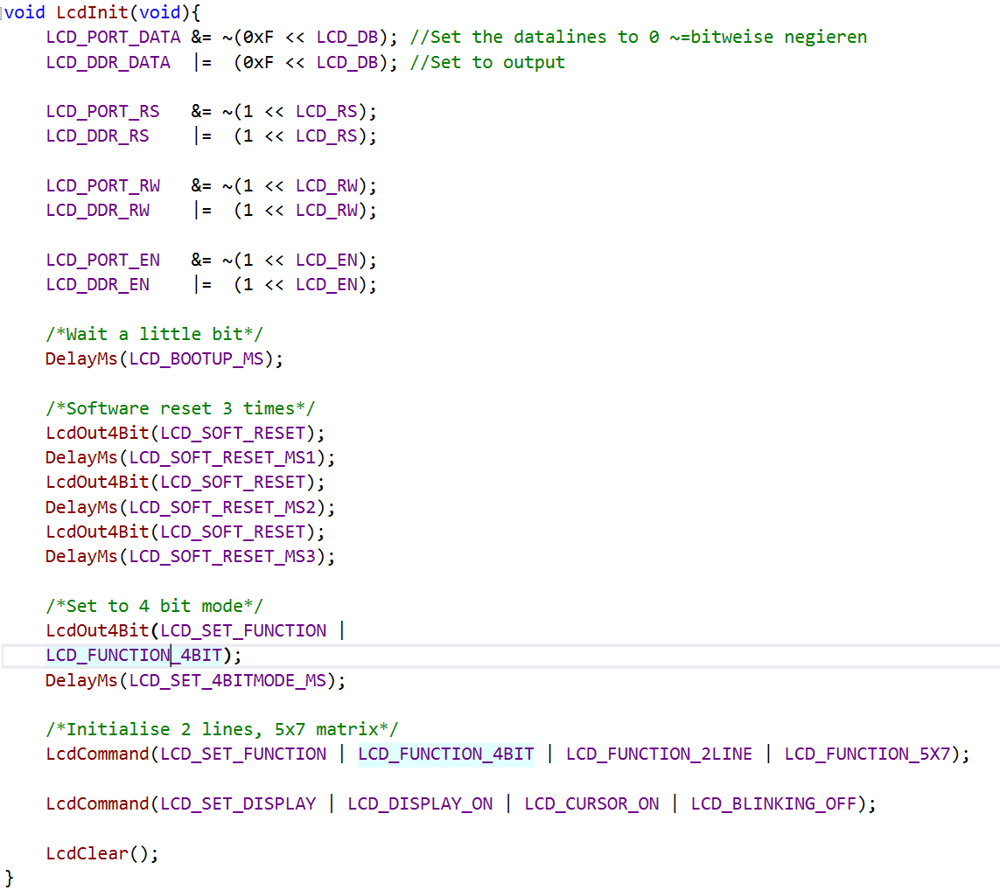 void LcdInit(void){
    LCD_PORT_DATA &= ~(0xF << LCD_DB); //Set the datalines to 0 ~=bitweise negieren
    LCD_DDR_DATA  |=  (0xF << LCD_DB); //Set to output

    LCD_PORT_RS   &= ~(1 << LCD_RS);
    LCD_DDR_RS    |=  (1 << LCD_RS);

    LCD_PORT_RW   &= ~(1 << LCD_RW);
    LCD_DDR_RW    |=  (1 << LCD_RW);

    LCD_PORT_EN   &= ~(1 << LCD_EN);
    LCD_DDR_EN    |=  (1 << LCD_EN);

    /*Wait a little bit*/
    DelayMs(LCD_BOOTUP_MS);

    /*Software reset 3 times*/
    LcdOut4Bit(LCD_SOFT_RESET);
    DelayMs(LCD_SOFT_RESET_MS1);
    LcdOut4Bit(LCD_SOFT_RESET);
    DelayMs(LCD_SOFT_RESET_MS2);
    LcdOut4Bit(LCD_SOFT_RESET);
    DelayMs(LCD_SOFT_RESET_MS3);

    /*Set to 4 bit mode*/
    LcdOut4Bit(LCD_SET_FUNCTION |
    LCD_FUNCTION_4BIT);
    DelayMs(LCD_SET_4BITMODE_MS);

    /*Initialise 2 lines, 5x7 matrix*/
    LcdCommand(LCD_SET_FUNCTION | LCD_FUNCTION_4BIT | LCD_FUNCTION_2LINE | LCD_FUNCTION_5X7);

    LcdCommand(LCD_SET_DISPLAY | LCD_DISPLAY_ON | LCD_CURSOR_ON | LCD_BLINKING_OFF);

    LcdClear();
}